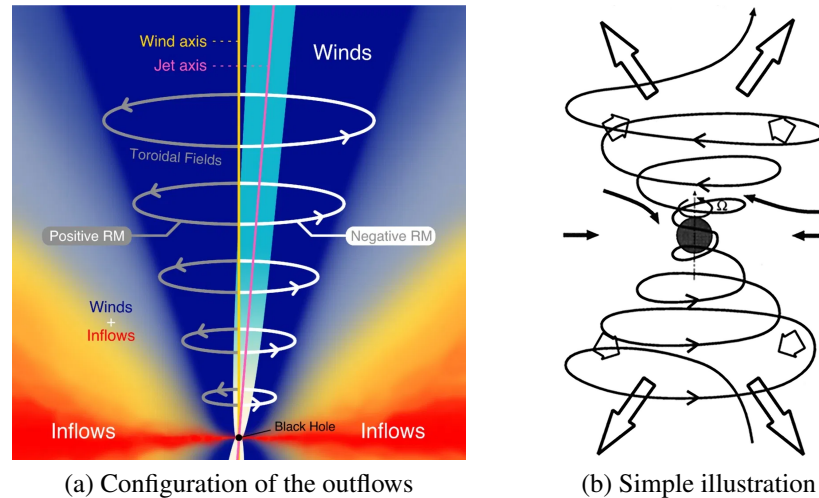 Wind axis
Jet axis
Winds
Toroidal Fields
Positive RM
Negative RM
Winds
+
Inflows
Inflows
Black Hole
Inflows
(a) Configuration of the outflows
Ω
(b) Simple illustration